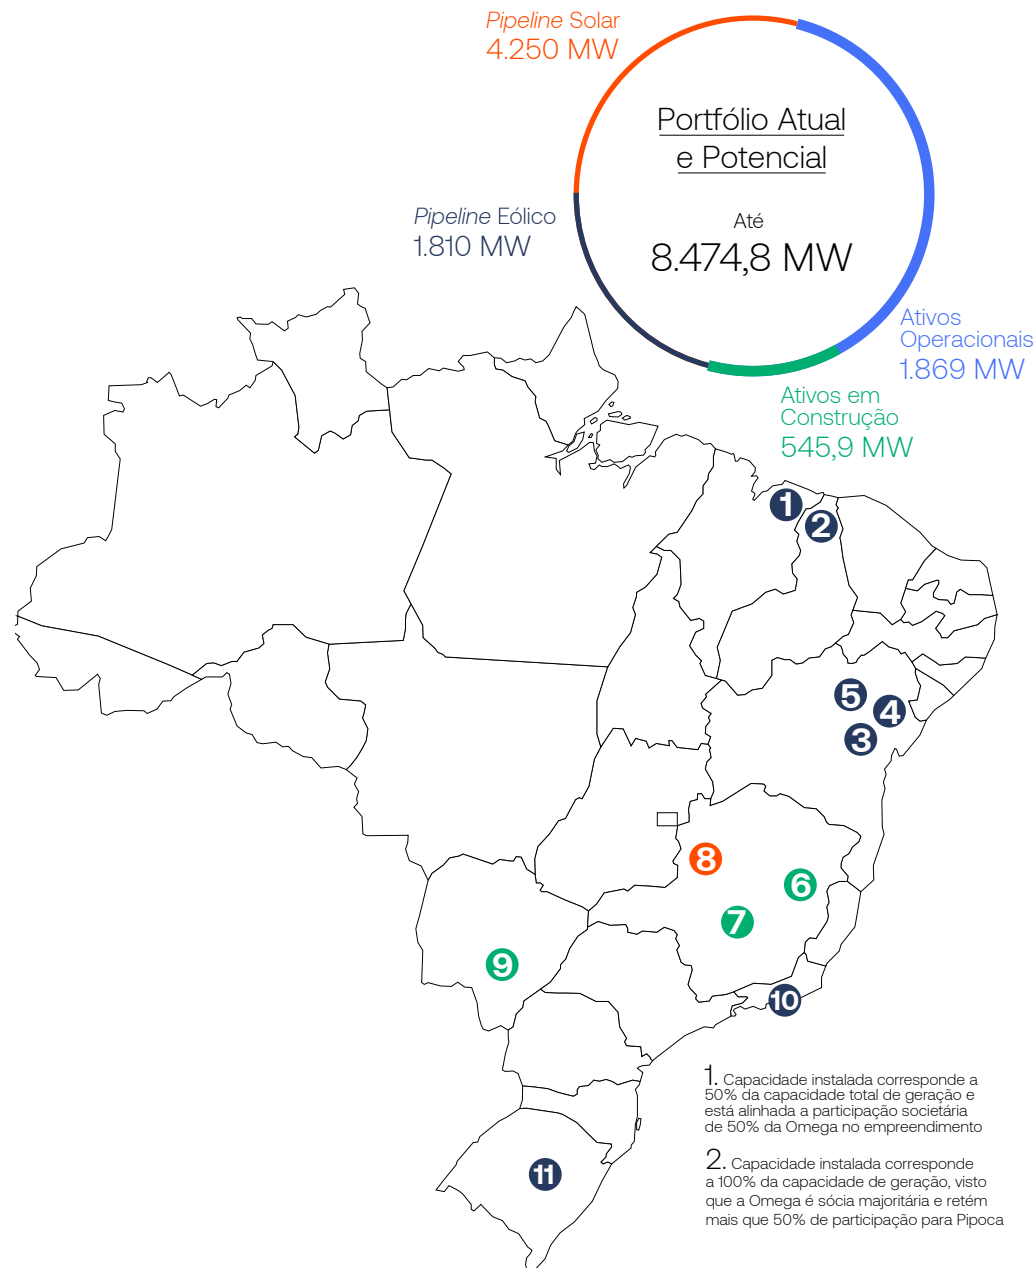 Pipeline Solar
4.250 MW
Portfólio Atual
e Potencial
Até
8.474,8 MW
Pipeline Eólico
1.810 MW
Ativos
Operacionais
1.869 MW
Ativos em
Construção
545,9 MW
1
2
5
4
3
8
6
7
9
10
11
1. Capacidade instalada corresponde a
50% da capacidade total de geração e
está alinhada a participação societária
de 50% da Omega no empreendimento
2. Capacidade instalada corresponde
a 100% da capacidade de geração, visto
que a Omega é sócia majoritária e retém
mais que 50% de participação para Pipoca